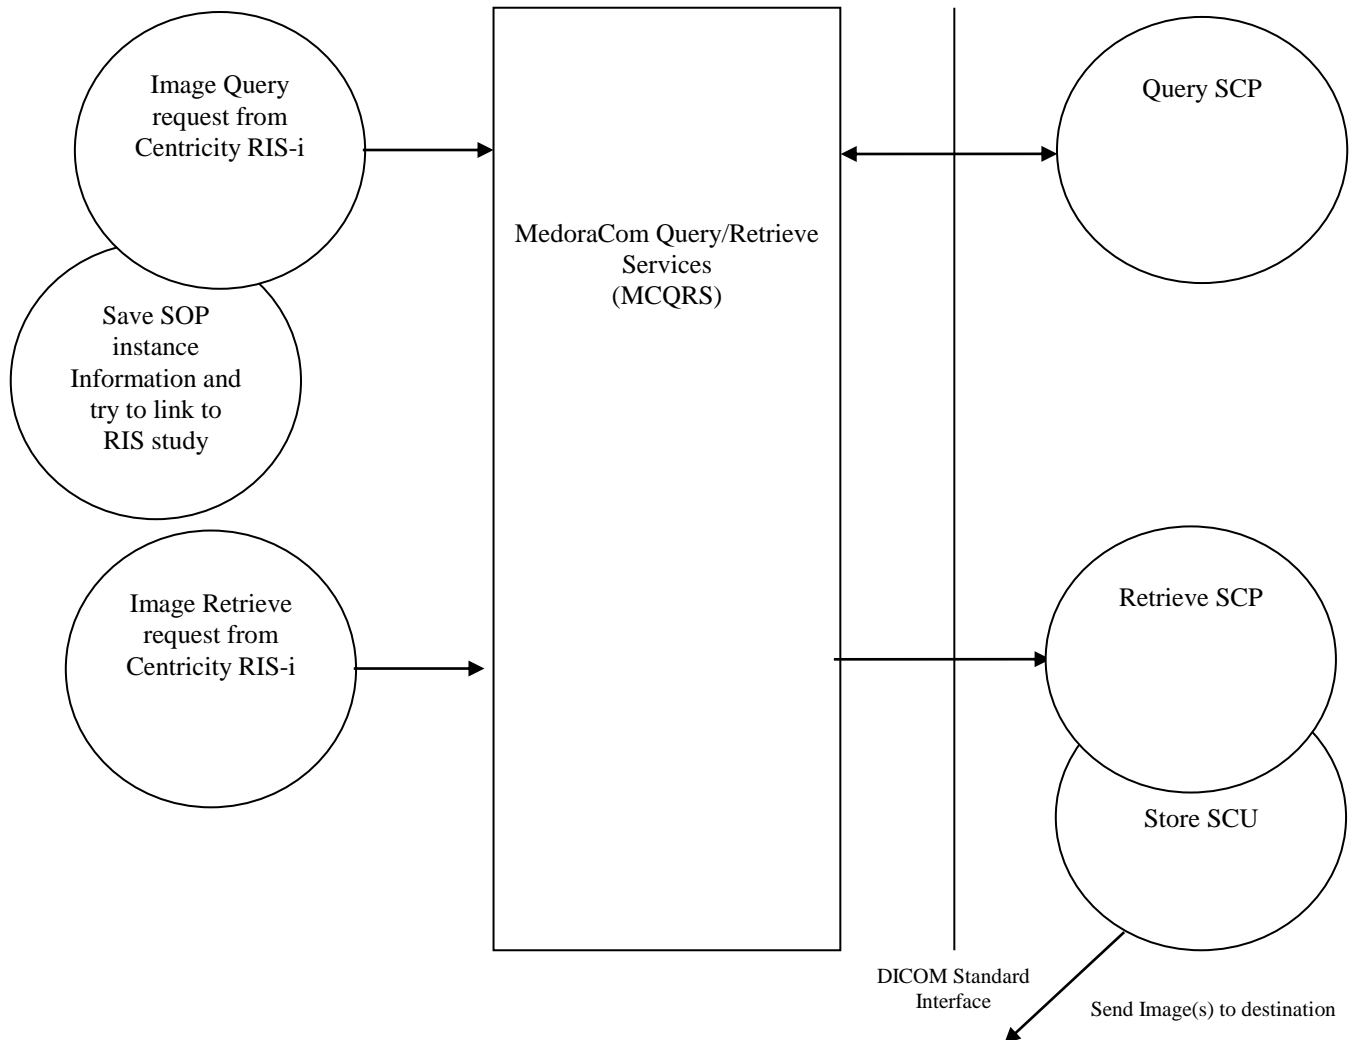 Image Query
request from
Centricity RIS-i
Query SCP
MedoraCom Query/Retrieve
Services
(MCQRS)
Save SOP
instance
Information and
try to link to
RIS study
Image Retrieve
request from
Centricity RIS-i
Retrieve SCP
Store SCU
DICOM Standard
Interface
Send Image(s) to destination